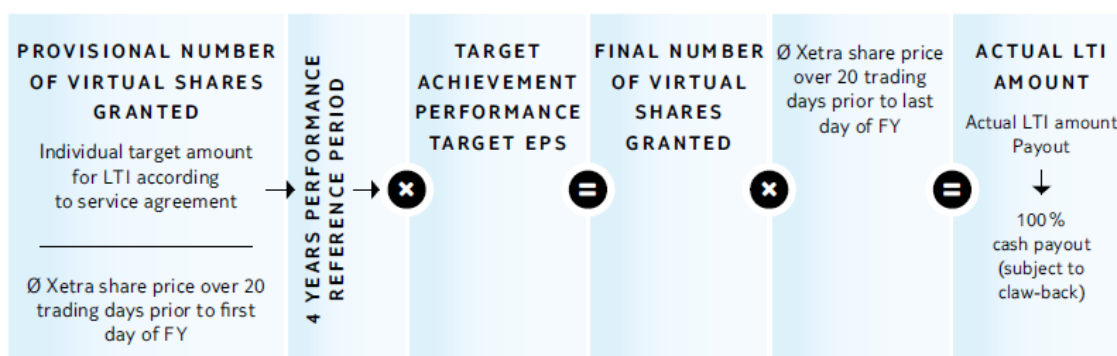 PROVISIONAL NUMBER
OF VIRTUAL SHARES
GRANTED
Individual target amount
for LTI according
to service agreement
Ø Xetra share price over 20
trading days prior to first
day of FY
4 YEARS PERFORMANCE
REFERENCE PERIOD
TARGET
ACHIEVEMENT
PERFORMANCE
TARGET EPS
FINAL NUMBER
OF VIRTUAL
SHARES
GRANTED
Ø Xetra share price
over 20 trading
days prior to last
day of FY
ACTUAL LTI
AMOUNT
Actual LTI amount
Payout
100 %
cash payout
(subject to
claw-back)